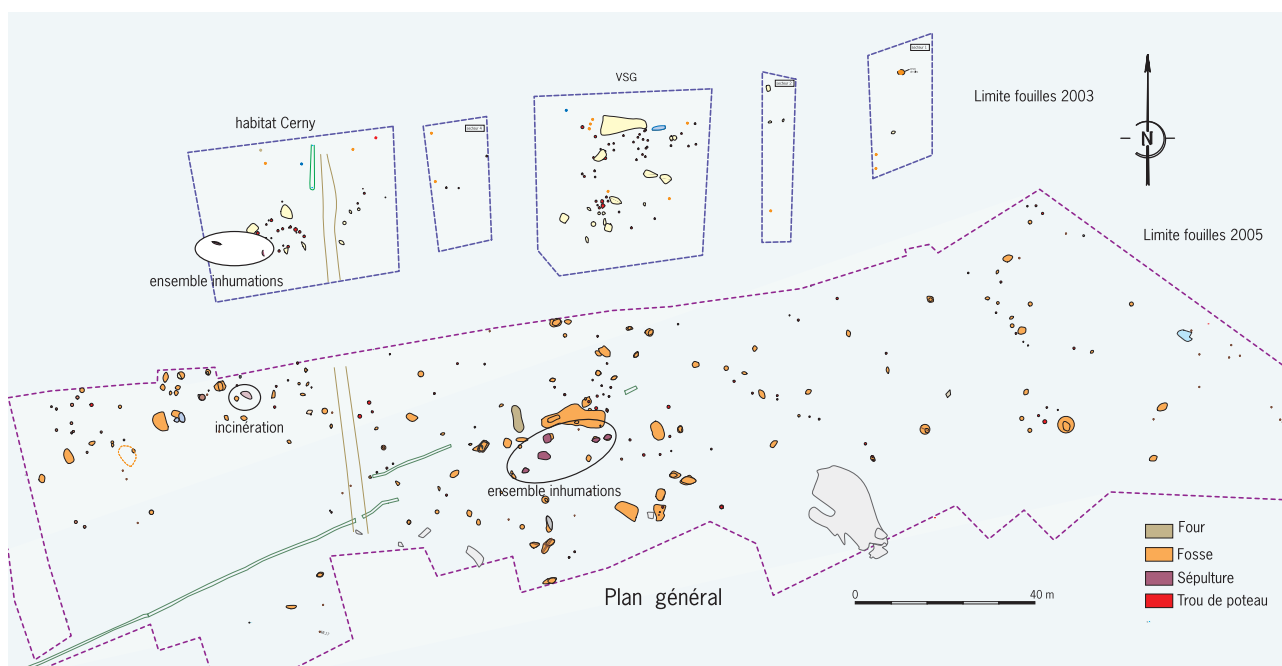 VSG
Limite fouilles 2003
habitat Cerny
N
Limite fouilles 2005
ensemble inhumations
incinération
ensemble inhumations
Four
Fosse
Sépulture
Trou de poteau
Plan général
0 40 m